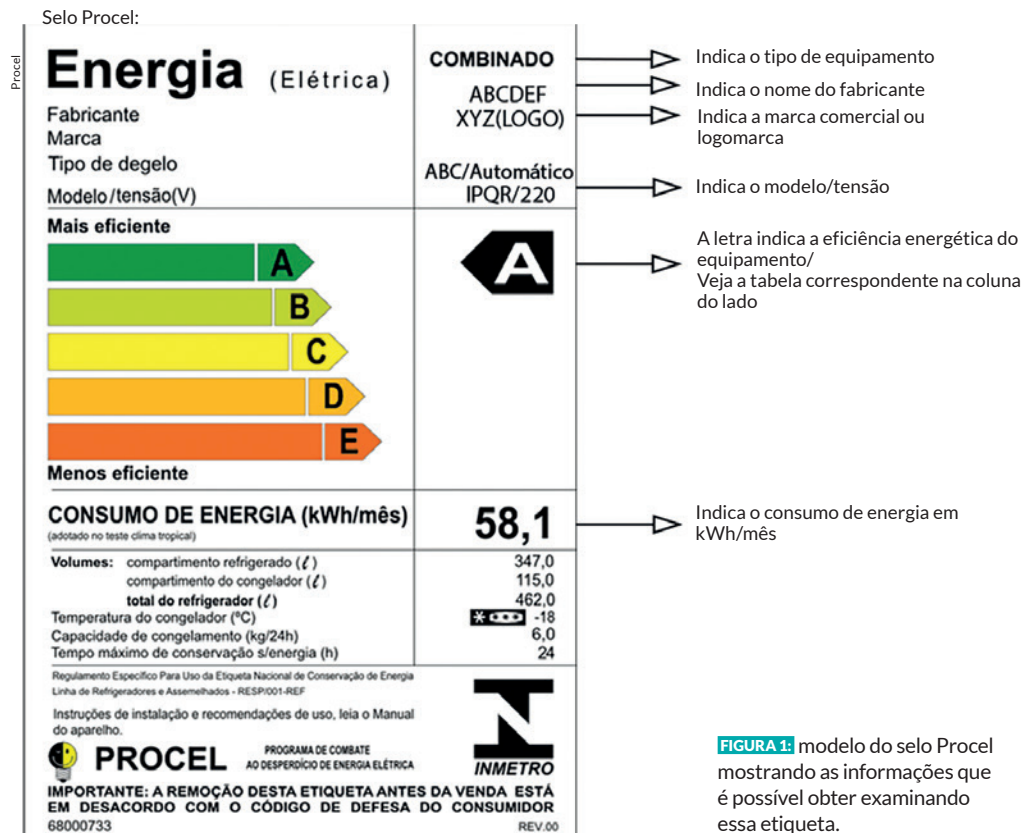 Selo Procel:
Procel
Energia (Elétrica)
Fabricante
Marca
Tipo de degelo
Modelo/tensão(V)
COMBINADO
ABCDEF
XYZ(LOGO)
ABC/Automático
IPQR/220
Indica o tipo de equipamento
Indica o nome do fabricante
Indica a marca comercial ou
logomarca
Indica o modelo/tensão
Mais eficiente
A
B
C
D
E
Menos eficiente
A
A letra indica a eficiência energética do
equipamento/
Veja a tabela correspondente na coluna
do lado
CONSUMO DE ENERGIA (kWh/mês)
(adotado no teste clima tropical)
58,1
Indica o consumo de energia em
kWh/mês
Volumes: compartimento refrigerado (ℓ) 347,0
compartimento do congelador (ℓ) 115,0
total do refrigerador (ℓ) 462,0
Temperatura do congelador (ºC) -18
Capacidade de congelamento (kg/24h) 6,0
Tempo máximo de conservação s/energia (h) 24
Regulamento Específico Para Uso da Etiqueta Nacional de Conservação de Energia
Linha de Refrigeradores e Assemelhados - RESP/001-REF
Instruções de instalação e recomendações de uso, leia o Manual
do aparelho.
PROCEL
PROGRAMA DE COMBATE
AO DESPERDÍCIO DE ENERGIA ELÉTRICA
INMETRO
IMPORTANTE: A REMOÇÃO DESTA ETIQUETA ANTES DA VENDA ESTÁ
EM DESACORDO COM O CÓDIGO DE DEFESA DO CONSUMIDOR
68000733
REV.00
FIGURA 1: modelo do selo Procel
mostrando as informações que
é possível obter examinando
essa etiqueta.